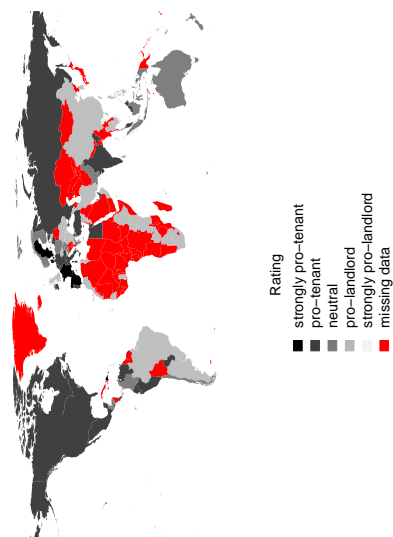 Rating
strongly pro−tenant
pro−tenant
neutral
pro−landlord
strongly pro−landlord
missing data